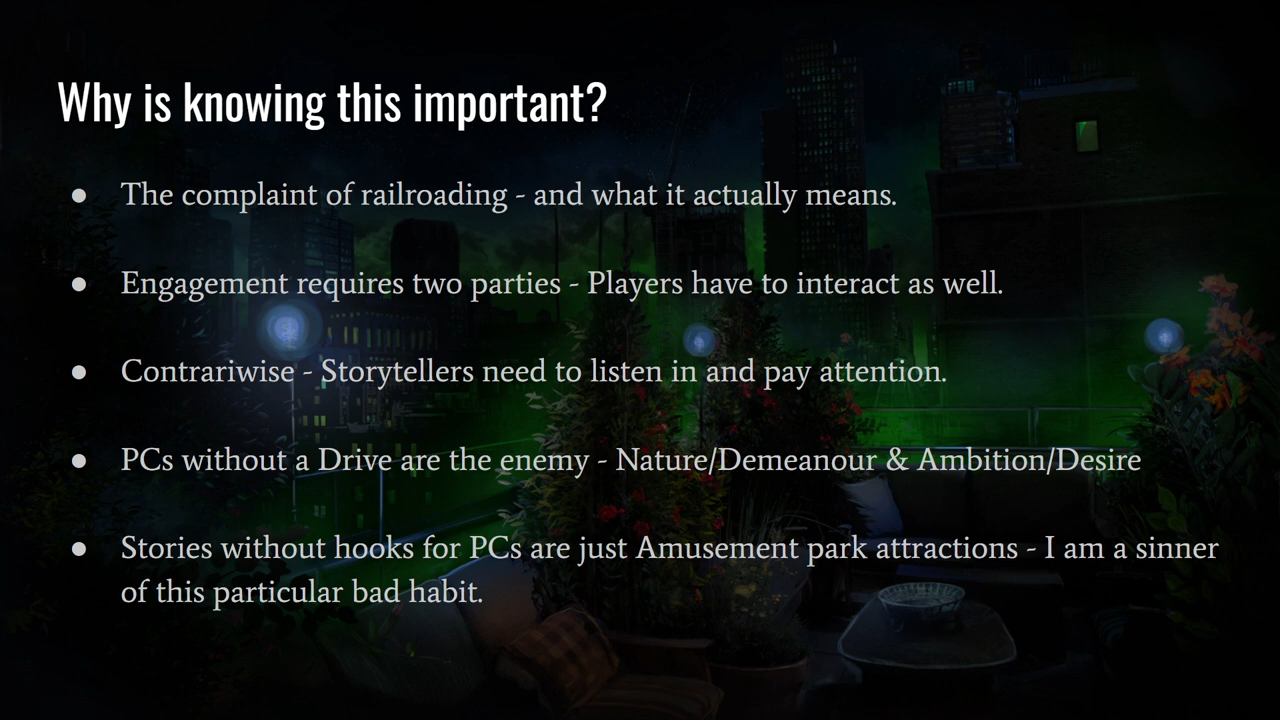 Why is knowing this important?
● The complaint of railroading - and what it actually means.
● Engagement requires two parties - Players have to interact as well.
● Contrariwise - Storytellers need to listen in and pay attention.
● PCs without a Drive are the enemy - Nature/Demeanour & Ambition/Desire
● Stories without hooks for PCs are just Amusement park attractions - I am a sinner
of this particular bad habit.